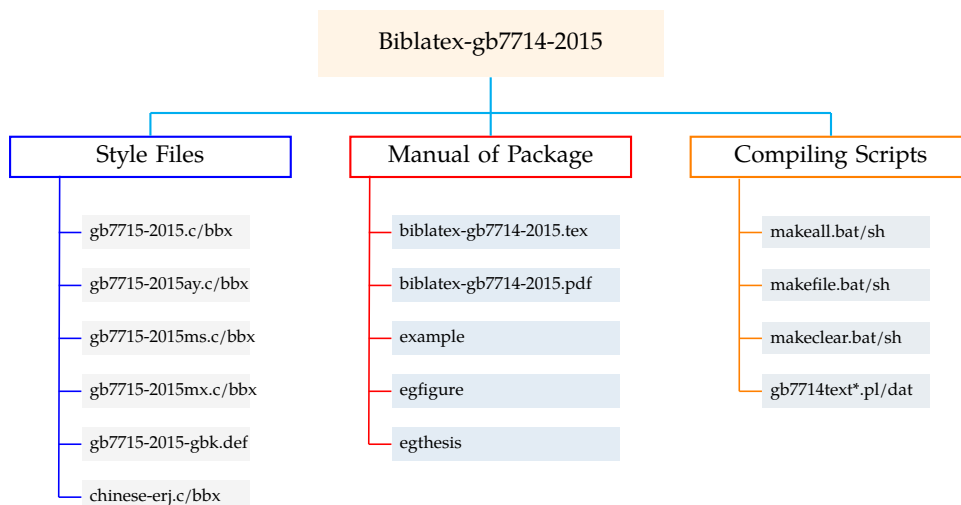 Biblatex-gb7714-2015
Style Files
Manual of Package
Compiling Scripts
gb7715-2015.c/bbx
gb7715-2015ay.c/bbx
gb7715-2015ms.c/bbx
gb7715-2015mx.c/bbx
gb7715-2015-gbk.def
chinese-erj.c/bbx
biblatex-gb7714-2015.tex
biblatex-gb7714-2015.pdf
example
egfigure
egthesis
makeall.bat/sh
makefile.bat/sh
makeclear.bat/sh
gb7714text*.pl/dat